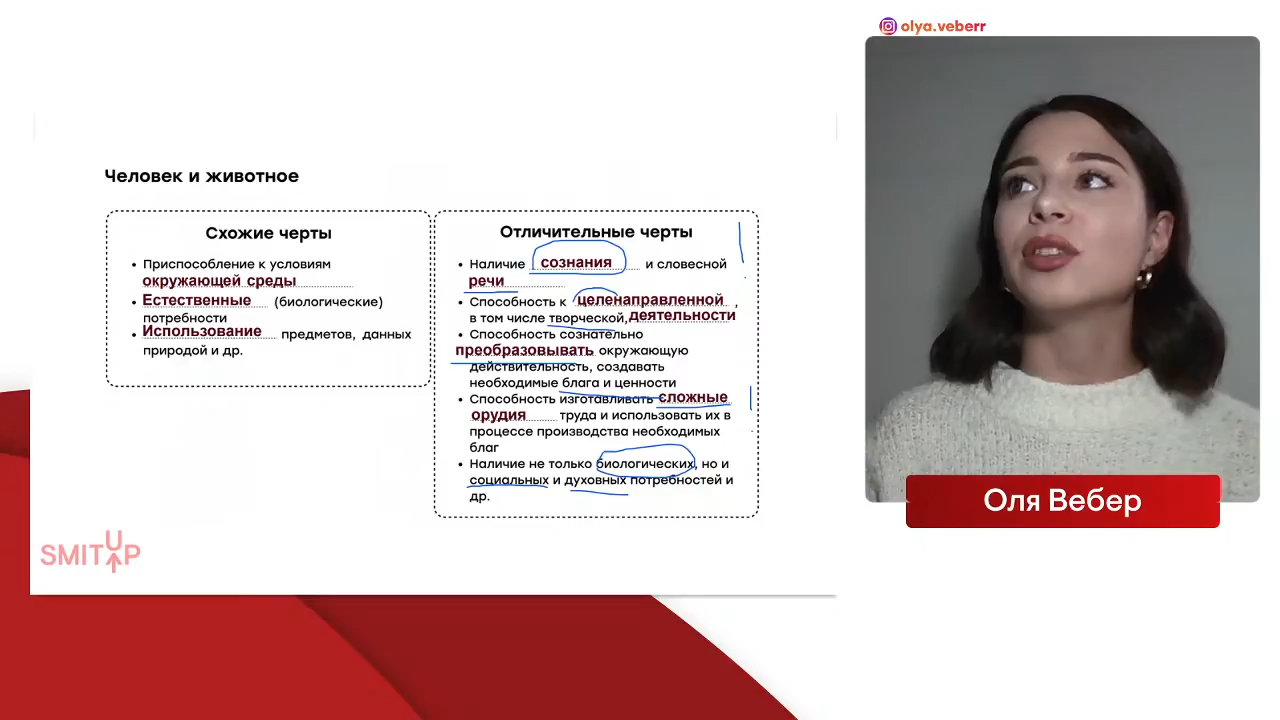 olya.veberr
Человек и животное
Схожие черты
• Приспособление к условиям
окружающей среды
• Естественные (биологические)
потребности
• Использование предметов, данных
природой и др.
Отличительные черты
• Наличие сознания и словесной
речи
• Способность к целенаправленной ,
в том числе творческой, деятельности
• Способность сознательно
преобразовывать окружающую
действительность, создавать
необходимые блага и ценности
• Способность изготавливать сложные
орудия труда и использовать их в
процессе производства необходимых
благ
• Наличие не только биологических, но и
социальных и духовных потребностей и
др.
Оля Вебер
SMITUP